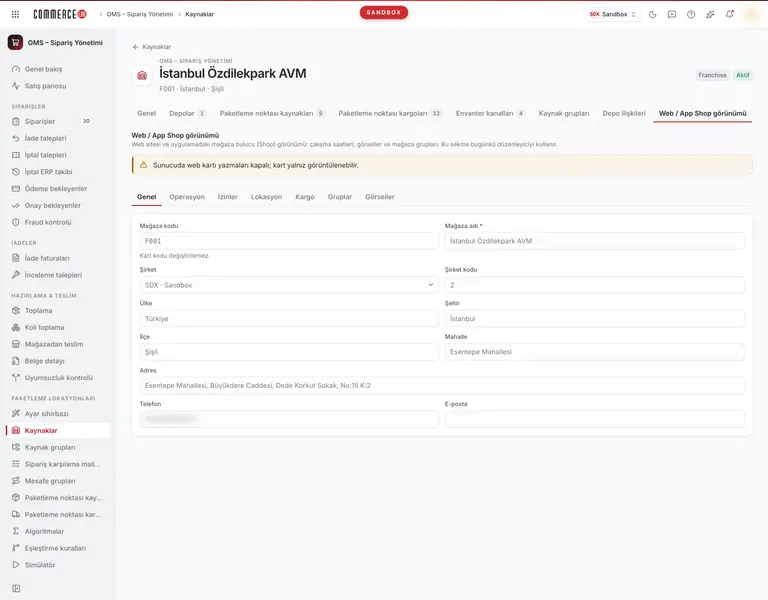 COMMERCE
OMS – Sipariş Yönetimi
Kaynaklar
SANDBOX
SDX Sandbox
OMS – Sipariş Yönetimi
Genel bakış
Satış panosu
SİPARİŞLER
Siparişler 30
İade talepleri
İptal talepleri
İptal ERP takibi
Ödeme bekleyenler
Onay bekleyenler
Fraud kontrolü
İADELER
İade faturaları
İnceleme talepleri
HAZIRLAMA & TESLİM
Toplama
Koli toplama
Mağazadan teslim
Belge detayı
Uyumsuzluk kontrolü
PAKETLEME LOKASYONLARI
Ayar sihirbazı
Kaynaklar
Kaynak grupları
Sipariş karşılama mali...
Mesafe grupları
Paketleme noktası kay...
Paketleme noktası kar...
Algoritmalar
Eşleştirme kuralları
Simülatör
Kaynaklar
OMS – SİPARİŞ YÖNETİMİ
İstanbul Özdilekpark AVM
F001 · İstanbul · Şişli
Franchise Aktif
Genel Depolar 1 Paketleme noktası kaynakları 9 Paketleme noktası kargoları 12 Envanter kanalları 4 Kaynak grupları Depo ilişkileri Web / App Shop görünümü
Web / App Shop görünümü
Web sitesi ve uygulamadaki mağaza bulucu (Shop) görünümü: çalışma saatleri, görseller ve mağaza grupları. Bu sekme bugünkü düzenleyiciyi kullanır.
Sunucuda web kartı yazmaları kapalı; kart yalnız görüntülenebilir.
Genel Operasyon İzinler Lokasyon Kargo Gruplar Görseller
Mağaza kodu
F001
Kart kodu değiştirilemez.
Mağaza adı *
İstanbul Özdilekpark AVM
Şirket
SDX · Sandbox
Şirket kodu
2
Ülke
Türkiye
Şehir
İstanbul
İlçe
Şişli
Mahalle
Esentepe Mahallesi
Adres
Esentepe Mahallesi, Büyükdere Caddesi, Dede Korkut Sokak, No:15 K:2
Telefon
E-posta